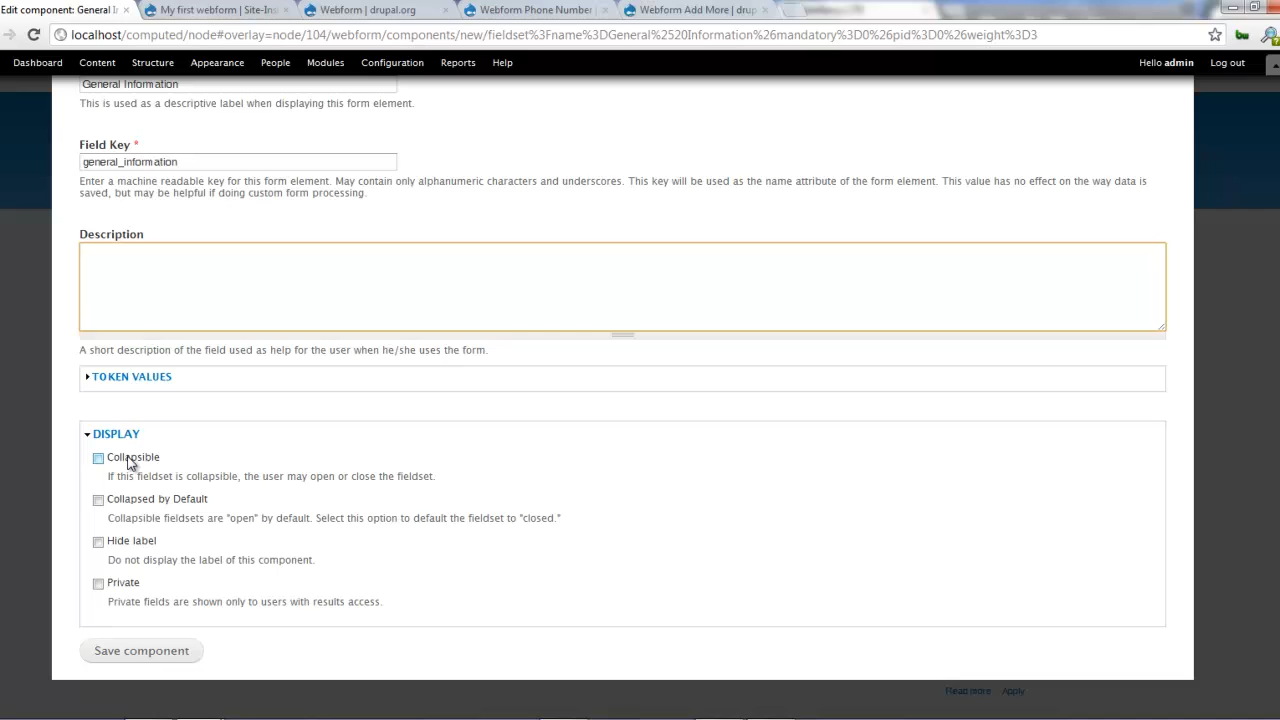 Edit component: General I
My first webform | Site-Ins
Webform | drupal.org
Webform Phone Number
Webform Add More | drup
localhost/computed/node#overlay=node/104/webform/components/new/fieldset%3Fname%3DGeneral%2520Information%26mandatory%3D0%26pid%3D0%26weight%3D3
Dashboard Content Structure Appearance People Modules Configuration Reports Help Hello admin Log out
General Information
This is used as a descriptive label when displaying this form element.
Field Key *
general_information
Enter a machine readable key for this form element. May contain only alphanumeric characters and underscores. This key will be used as the name attribute of the form element. This value has no effect on the way data is
saved, but may be helpful if doing custom form processing.
Description
A short description of the field used as help for the user when he/she uses the form.
TOKEN VALUES
DISPLAY
Collapsible
If this fieldset is collapsible, the user may open or close the fieldset.
Collapsed by Default
Collapsible fieldsets are "open" by default. Select this option to default the fieldset to "closed."
Hide label
Do not display the label of this component.
Private
Private fields are shown only to users with results access.
Save component
Read more Apply